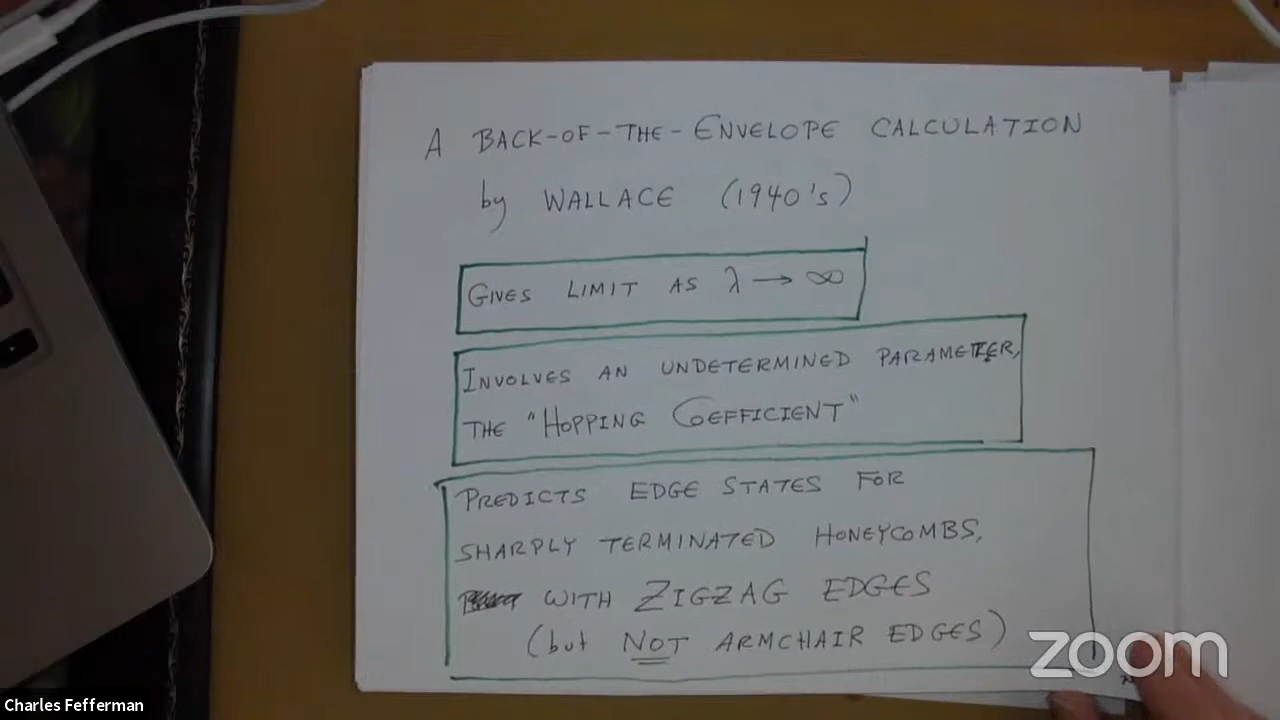 A BACK-OF-THE-ENVELOPE CALCULATION
by WALLACE (1940's)
GIVES LIMIT AS λ → ∞
INVOLVES AN UNDETERMINED PARAMETER,
THE "HOPPING COEFFICIENT"
PREDICTS EDGE STATES FOR
SHARPLY TERMINATED HONEYCOMBS,
WITH ZIGZAG EDGES
(but NOT ARMCHAIR EDGES)
zoom
Charles Fefferman